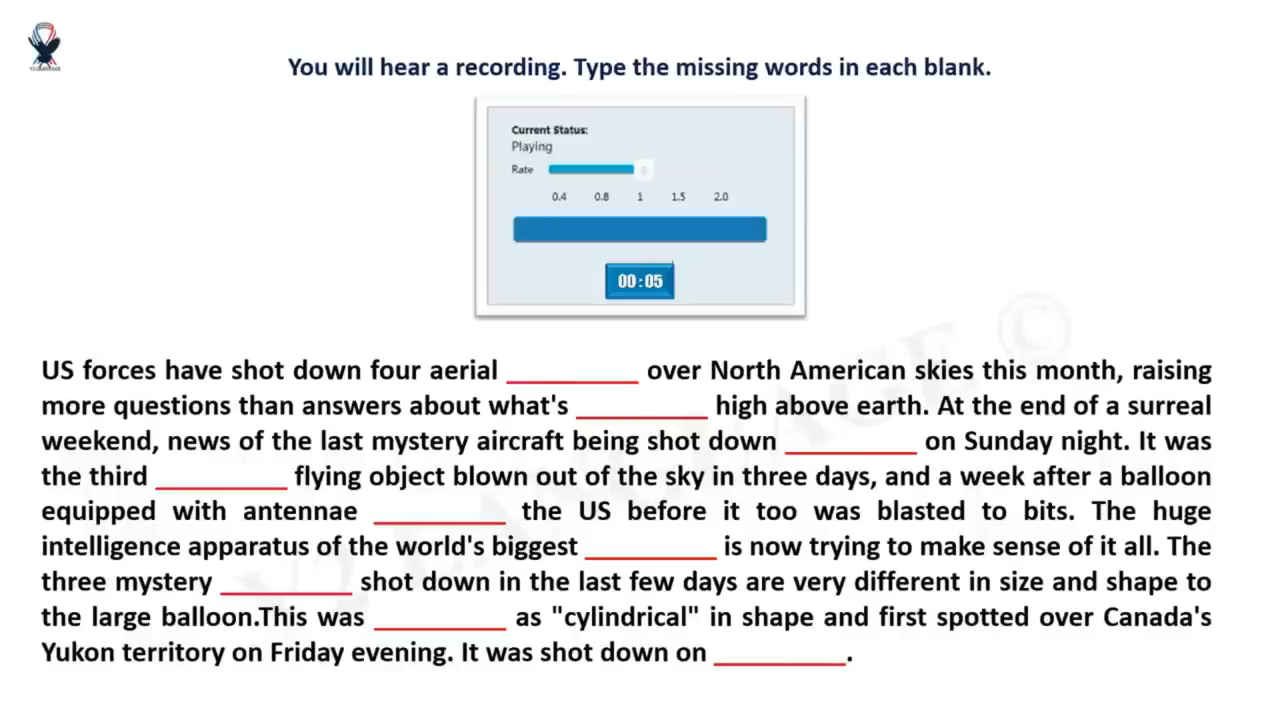 You will hear a recording. Type the missing words in each blank.
Current Status:
Playing
Rate
0.4 0.8 1 1.5 2.0
00:05
US forces have shot down four aerial __________ over North American skies this month, raising
more questions than answers about what's __________ high above earth. At the end of a surreal
weekend, news of the last mystery aircraft being shot down __________ on Sunday night. It was
the third __________ flying object blown out of the sky in three days, and a week after a balloon
equipped with antennae __________ the US before it too was blasted to bits. The huge
intelligence apparatus of the world's biggest __________ is now trying to make sense of it all. The
three mystery __________ shot down in the last few days are very different in size and shape to
the large balloon.This was __________ as "cylindrical" in shape and first spotted over Canada's
Yukon territory on Friday evening. It was shot down on __________.
V2 LANGUAGE ©